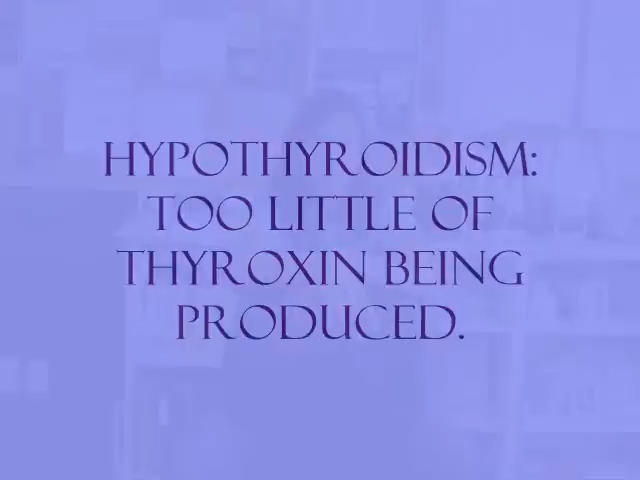 HYPOTHYROIDISM:
TOO LITTLE OF
THYROXIN BEING
PRODUCED.